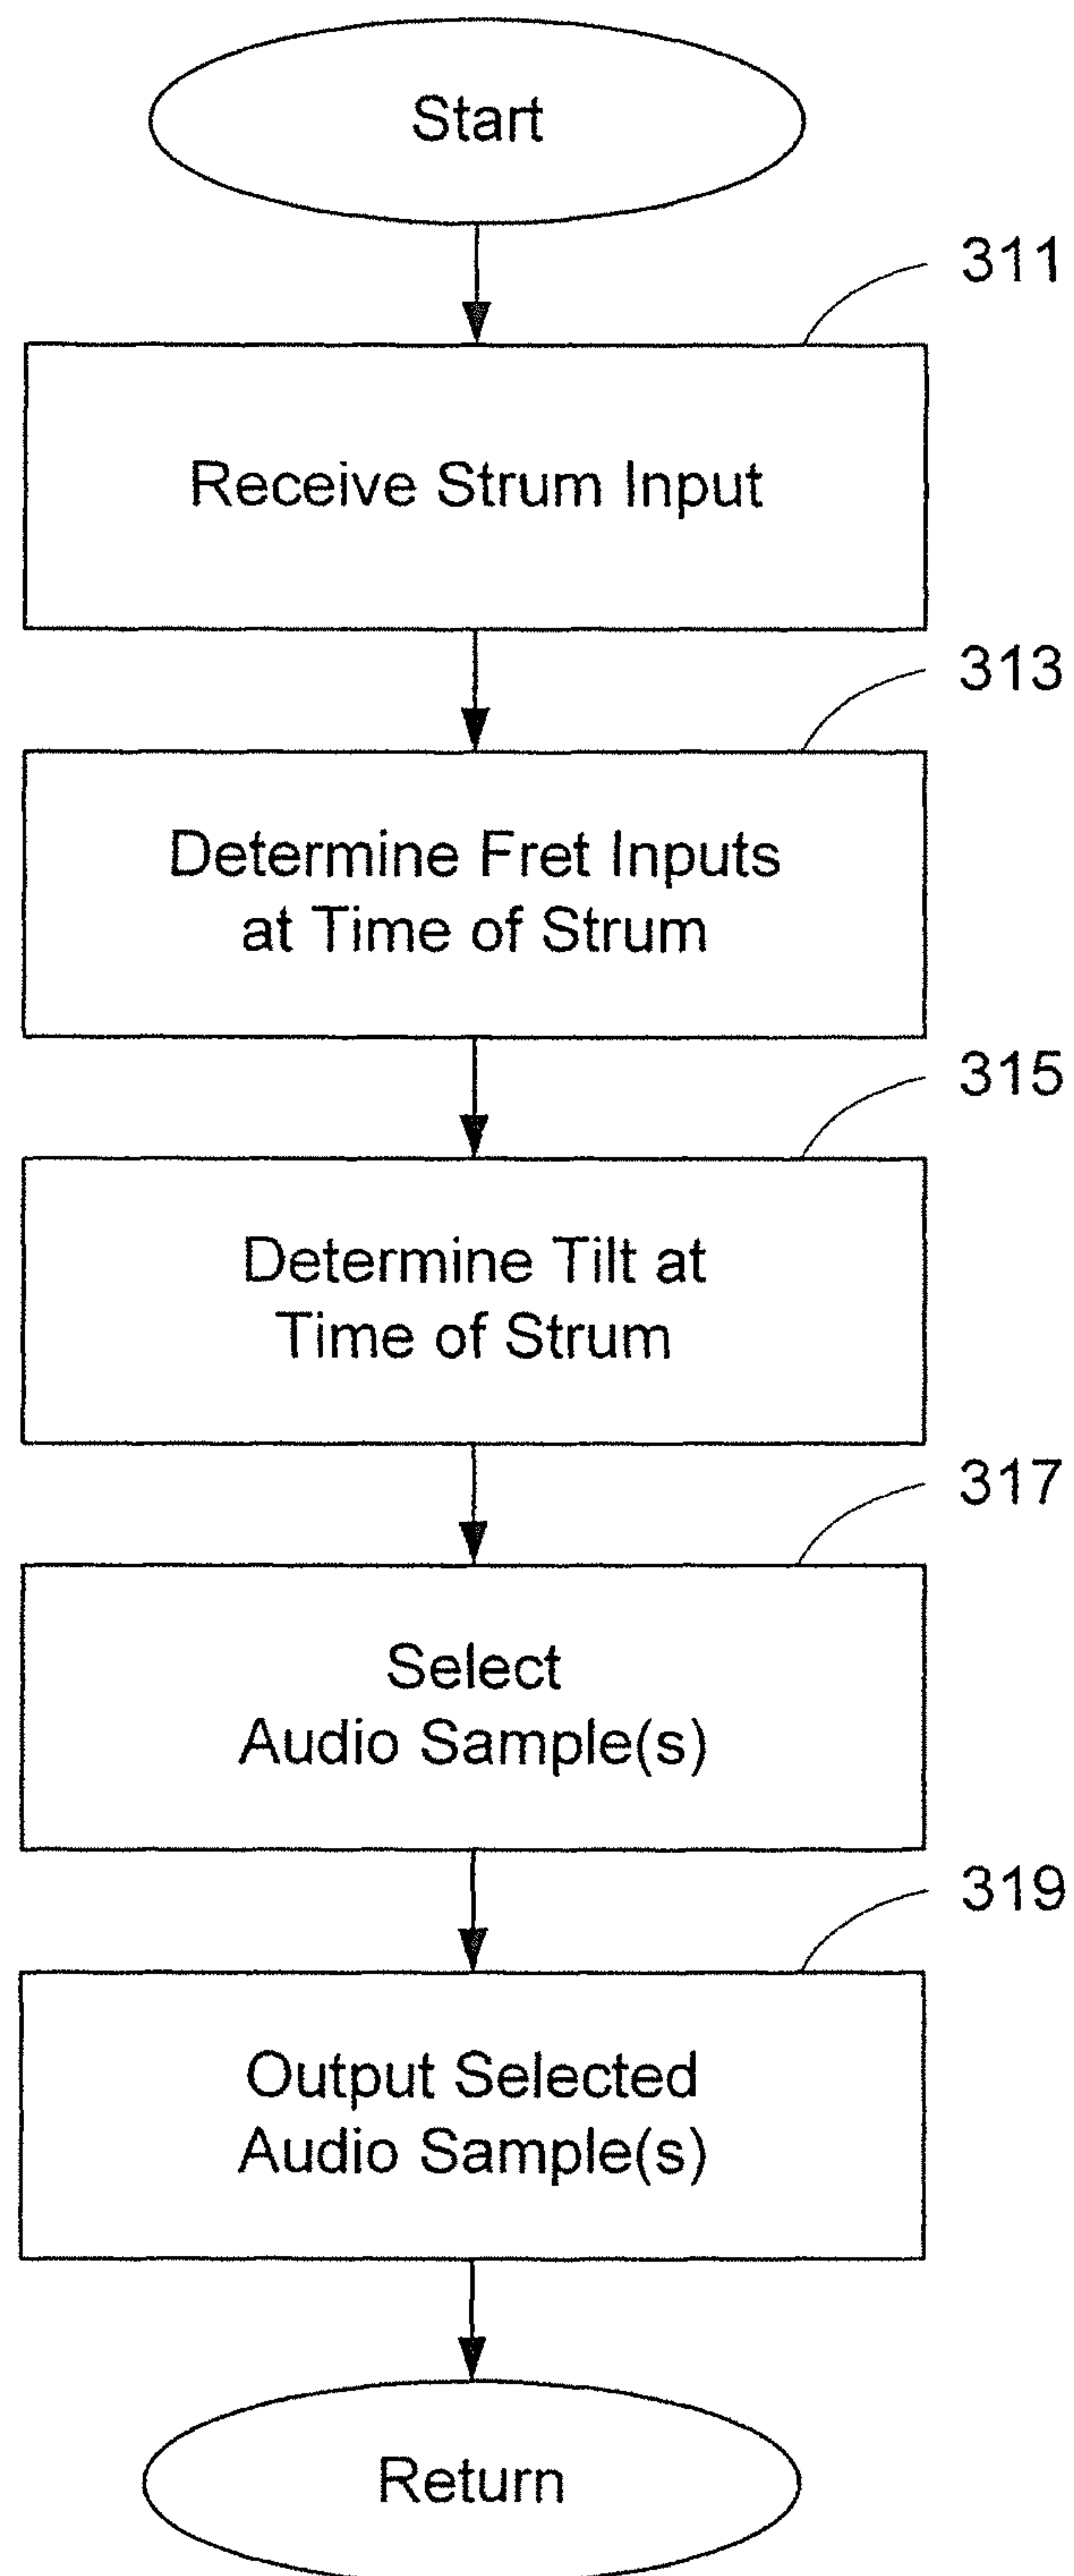 Start
311
Receive Strum Input
313
Determine Fret Inputs
at Time of Strum
315
Determine Tilt at
Time of Strum
317
Select
Audio Sample(s)
319
Output Selected
Audio Sample(s)
Return